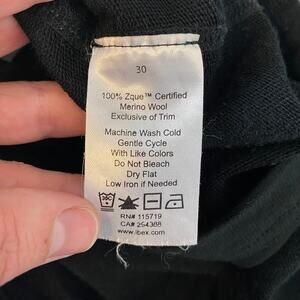 30
100% Zque™ Certified
Merino Wool
Exclusive of Trim
Machine Wash Cold
Gentle Cycle
With Like Colors
Do Not Bleach
Dry Flat
Low Iron if Needed
RN# 115719
CA# 294388
www.ibex.com